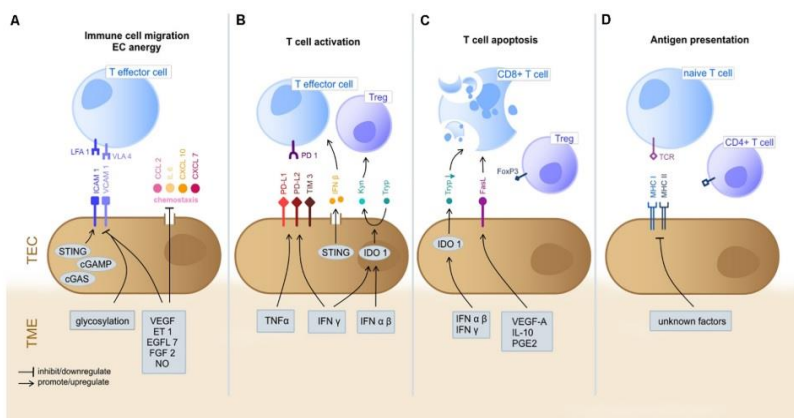 A
Immune cell migration
EC anergy
T effector cell
LFA 1
VLA 4
ICAM 1
VCAM 1
CCL 2
IL 6
CXCL 10
CXCL 7
chemostaxis
STING
cGAMP
cGAS
TEC
TME
glycosylation
VEGF
ET 1
EGFL 7
FGF 2
NO
inhibit/downregulate
promote/upregulate
B
T cell activation
T effector cell
Treg
PD 1
PD-L1
PD-L2
TIM 3
IFN β
Kyn
Tryp
STING
IDO 1
TNFα
IFN γ
IFN α β
C
T cell apoptosis
CD8+ T cell
Treg
FoxP3
Tryp
FasL
IDO 1
IFN α β
IFN γ
VEGF-A
IL-10
PGE2
D
Antigen presentation
naive T cell
CD4+ T cell
TCR
MHC I
MHC II
unknown factors